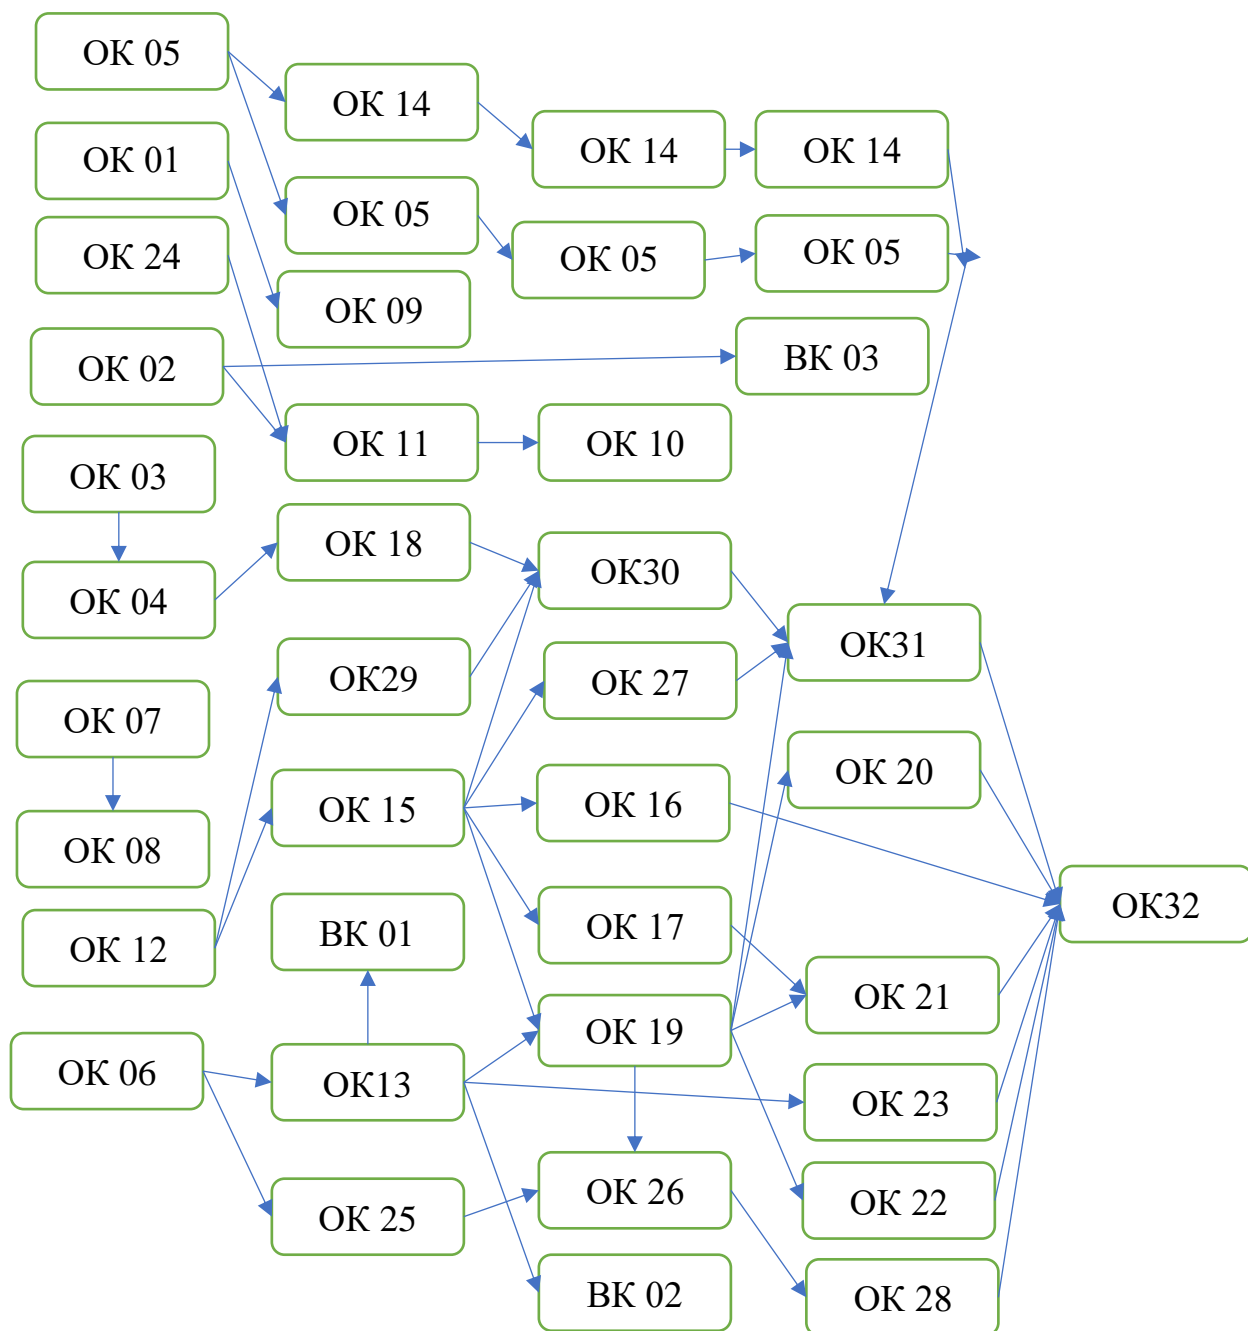 ОК 05
ОК 14
ОК 14
ОК 14
ОК 01
ОК 05
ОК 05
ОК 05
ОК 24
ОК 09
ОК 02
ВК 03
ОК 11
ОК 10
ОК 03
ОК 04
ОК 18
ОК30
ОК31
ОК 07
ОК29
ОК 27
ОК 08
ОК 15
ОК 16
ОК 20
ОК 12
ВК 01
ОК 17
ОК32
ОК 06
ОК13
ОК 19
ОК 21
ОК 23
ОК 25
ОК 26
ОК 22
ВК 02
ОК 28